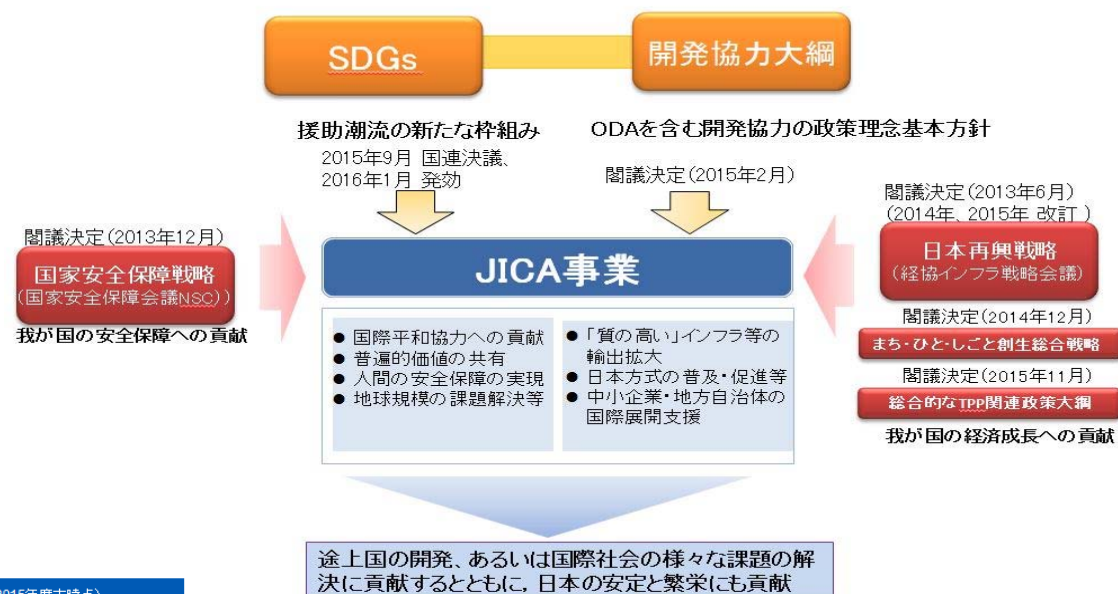 SDGs
開発協力大綱
援助潮流の新たな枠組み
2015年9月 国連決議、
2016年1月 発効
ODAを含む開発協力の政策理念基本方針
閣議決定（2015年2月）
閣議決定（2013年12月）
国家安全保障戦略
（国家安全保障会議NSC））
我が国の安全保障への貢献
JICA事業
● 国際平和協力への貢献
● 普遍的価値の共有
● 人間の安全保障の実現
● 地球規模の課題解決等
● 「質の高い」インフラ等の
輸出拡大
● 日本方式の普及・促進等
● 中小企業・地方自治体の
国際展開支援
閣議決定（2013年6月）
（2014年、2015年 改訂 ）
日本再興戦略
（経協インフラ戦略会議）
閣議決定（2014年12月）
まち・ひと・しごと創生総合戦略
閣議決定（2015年11月）
総合的なTPP関連政策大綱
我が国の経済成長への貢献
途上国の開発、あるいは国際社会の様々な課題の解
決に貢献するとともに，日本の安定と繁栄にも貢献